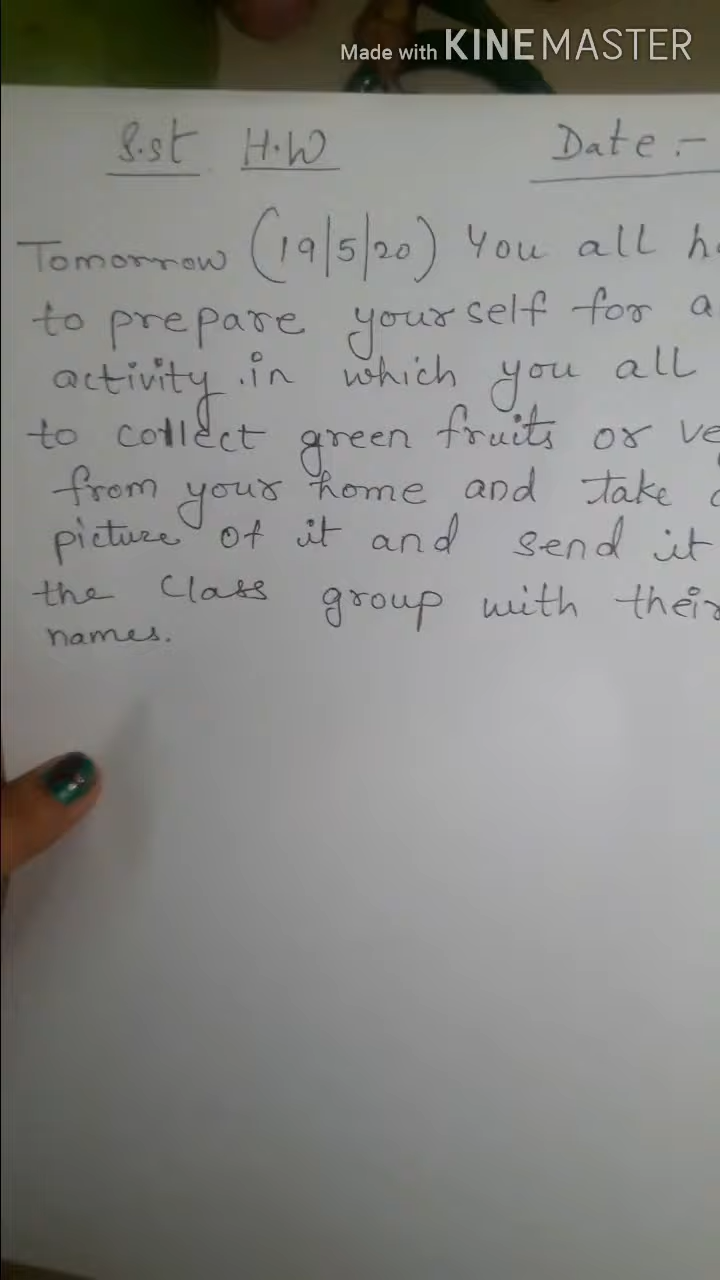 Made with KINEMASTER
S.st H.W Date :-
Tomorrow (19/5/20) You all
to prepare yourself for a
activity in which you all
to collect green fruits or
from your home and take
picture of it and send it
the Class group with their
names.